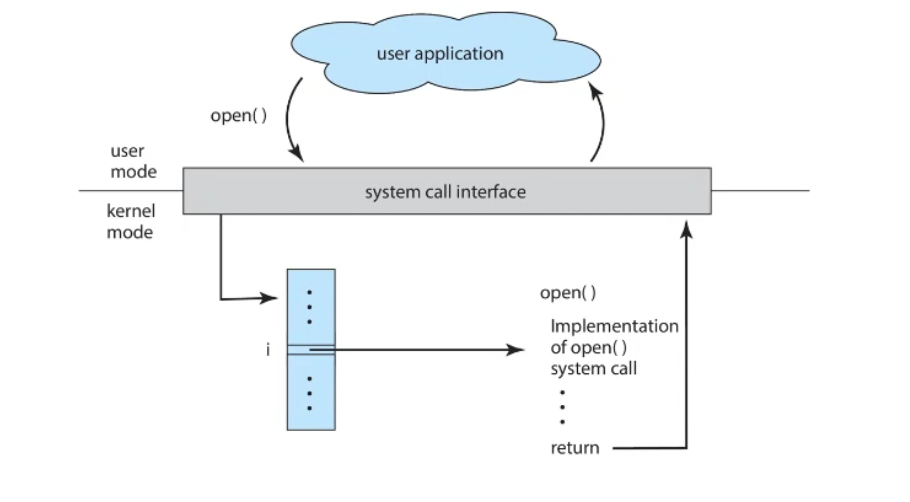 user application
open( )
user
mode
system call interface
kernel
mode
i
open( )
Implementation
of open( )
system call
return